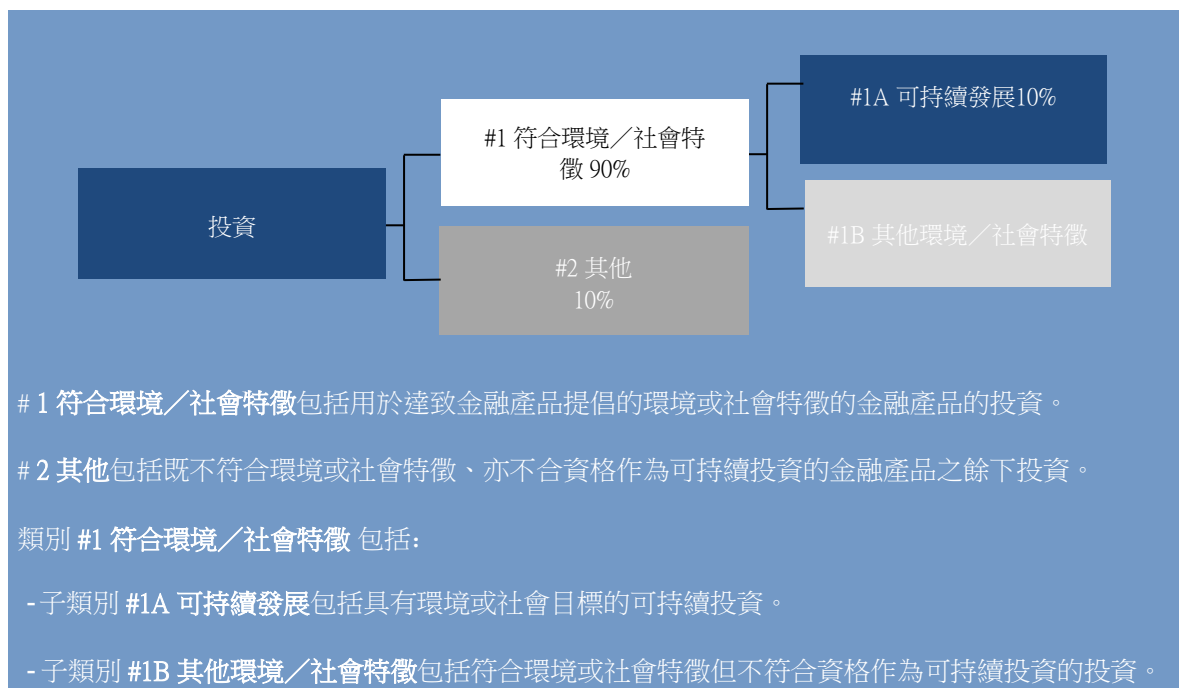 投資
#1 符合環境／社會特
徵 90%
#2 其他
10%
#1A 可持續發展10%
#1B 其他環境／社會特徵
# 1 符合環境／社會特徵包括用於達致金融產品提倡的環境或社會特徵的金融產品的投資。
# 2 其他包括既不符合環境或社會特徵、亦不合資格作為可持續投資的金融產品之餘下投資。
類別 #1 符合環境／社會特徵 包括:
- 子類別 #1A 可持續發展包括具有環境或社會目標的可持續投資。
- 子類別 #1B 其他環境／社會特徵包括符合環境或社會特徵但不符合資格作為可持續投資的投資。